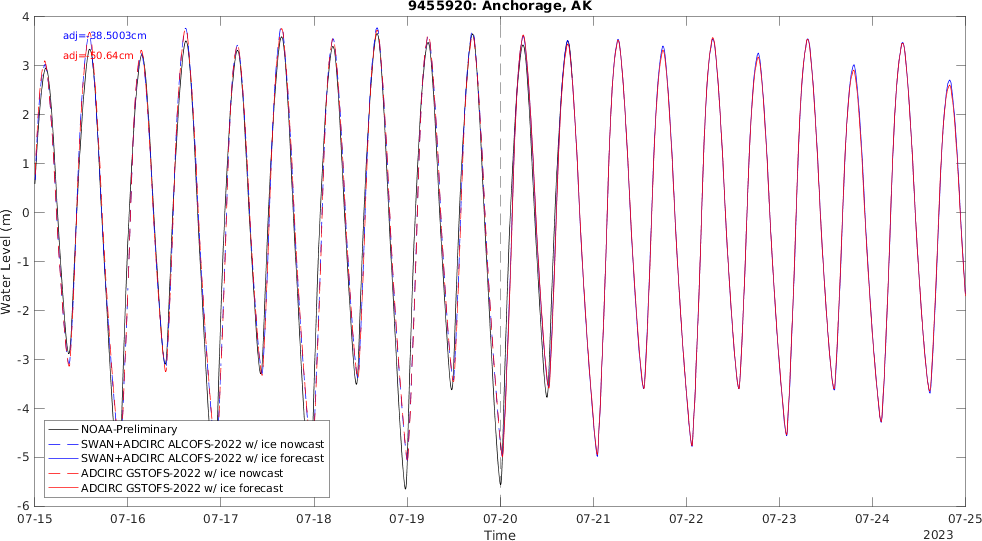 9455920: Anchorage, AK
adj=-38.5003cm
adj=-50.64cm
4
3
2
1
0
-1
-2
-3
-4
-5
-6
Water Level (m)
NOAA-Preliminary
SWAN+ADCIRC ALCOFS-2022 w/ ice nowcast
SWAN+ADCIRC ALCOFS-2022 w/ ice forecast
ADCIRC GSTOFS-2022 w/ ice nowcast
ADCIRC GSTOFS-2022 w/ ice forecast
07-15 07-16 07-17 07-18 07-19 07-20 07-21 07-22 07-23 07-24 07-25
Time
2023